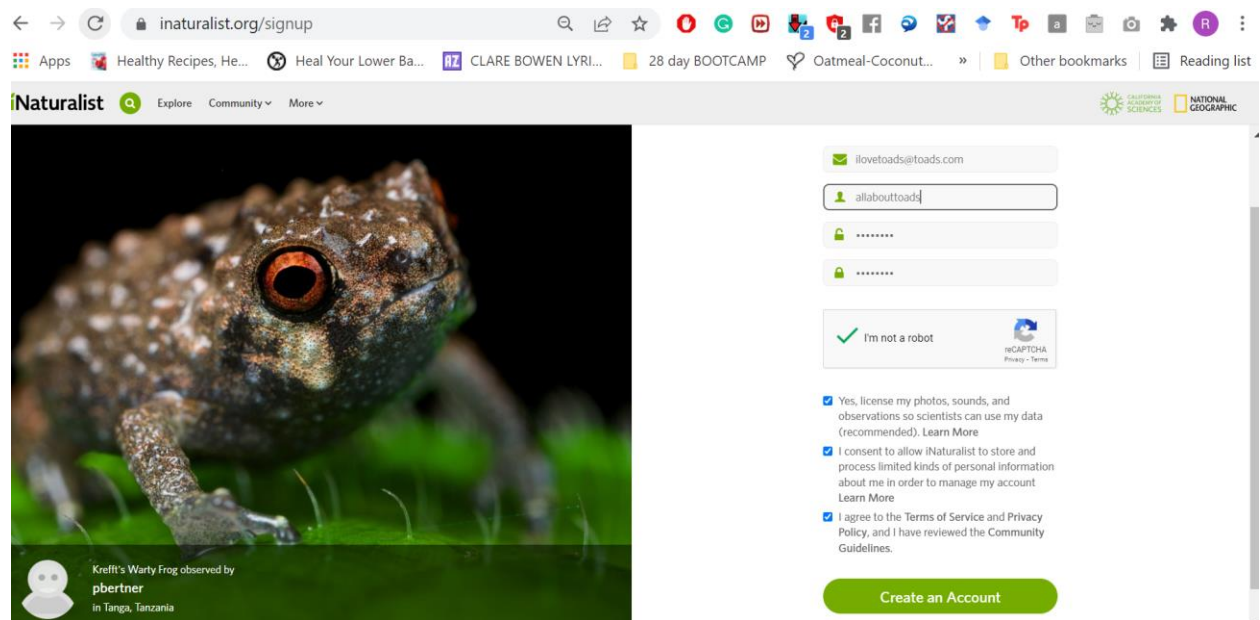 inaturalist.org/signup
2
2
Tp
a
R
Apps
Healthy Recipes, He...
Heal Your Lower Ba...
AZ
CLARE BOWEN LYRI...
28 day BOOTCAMP
Oatmeal-Coconut...
»
Other bookmarks
Reading list
iNaturalist
Explore
Community
More
CALIFORNIA
ACADEMY OF
SCIENCES
NATIONAL
GEOGRAPHIC
ilovetoads@toads.com
allabouttoads
••••••••
••••••••
I'm not a robot
reCAPTCHA
Privacy - Terms
Yes, license my photos, sounds, and
observations so scientists can use my data
(recommended). Learn More
I consent to allow iNaturalist to store and
process limited kinds of personal information
about me in order to manage my account
Learn More
I agree to the Terms of Service and Privacy
Policy, and I have reviewed the Community
Guidelines.
Create an Account
Krefft's Warty Frog observed by
pbertner
in Tanga, Tanzania